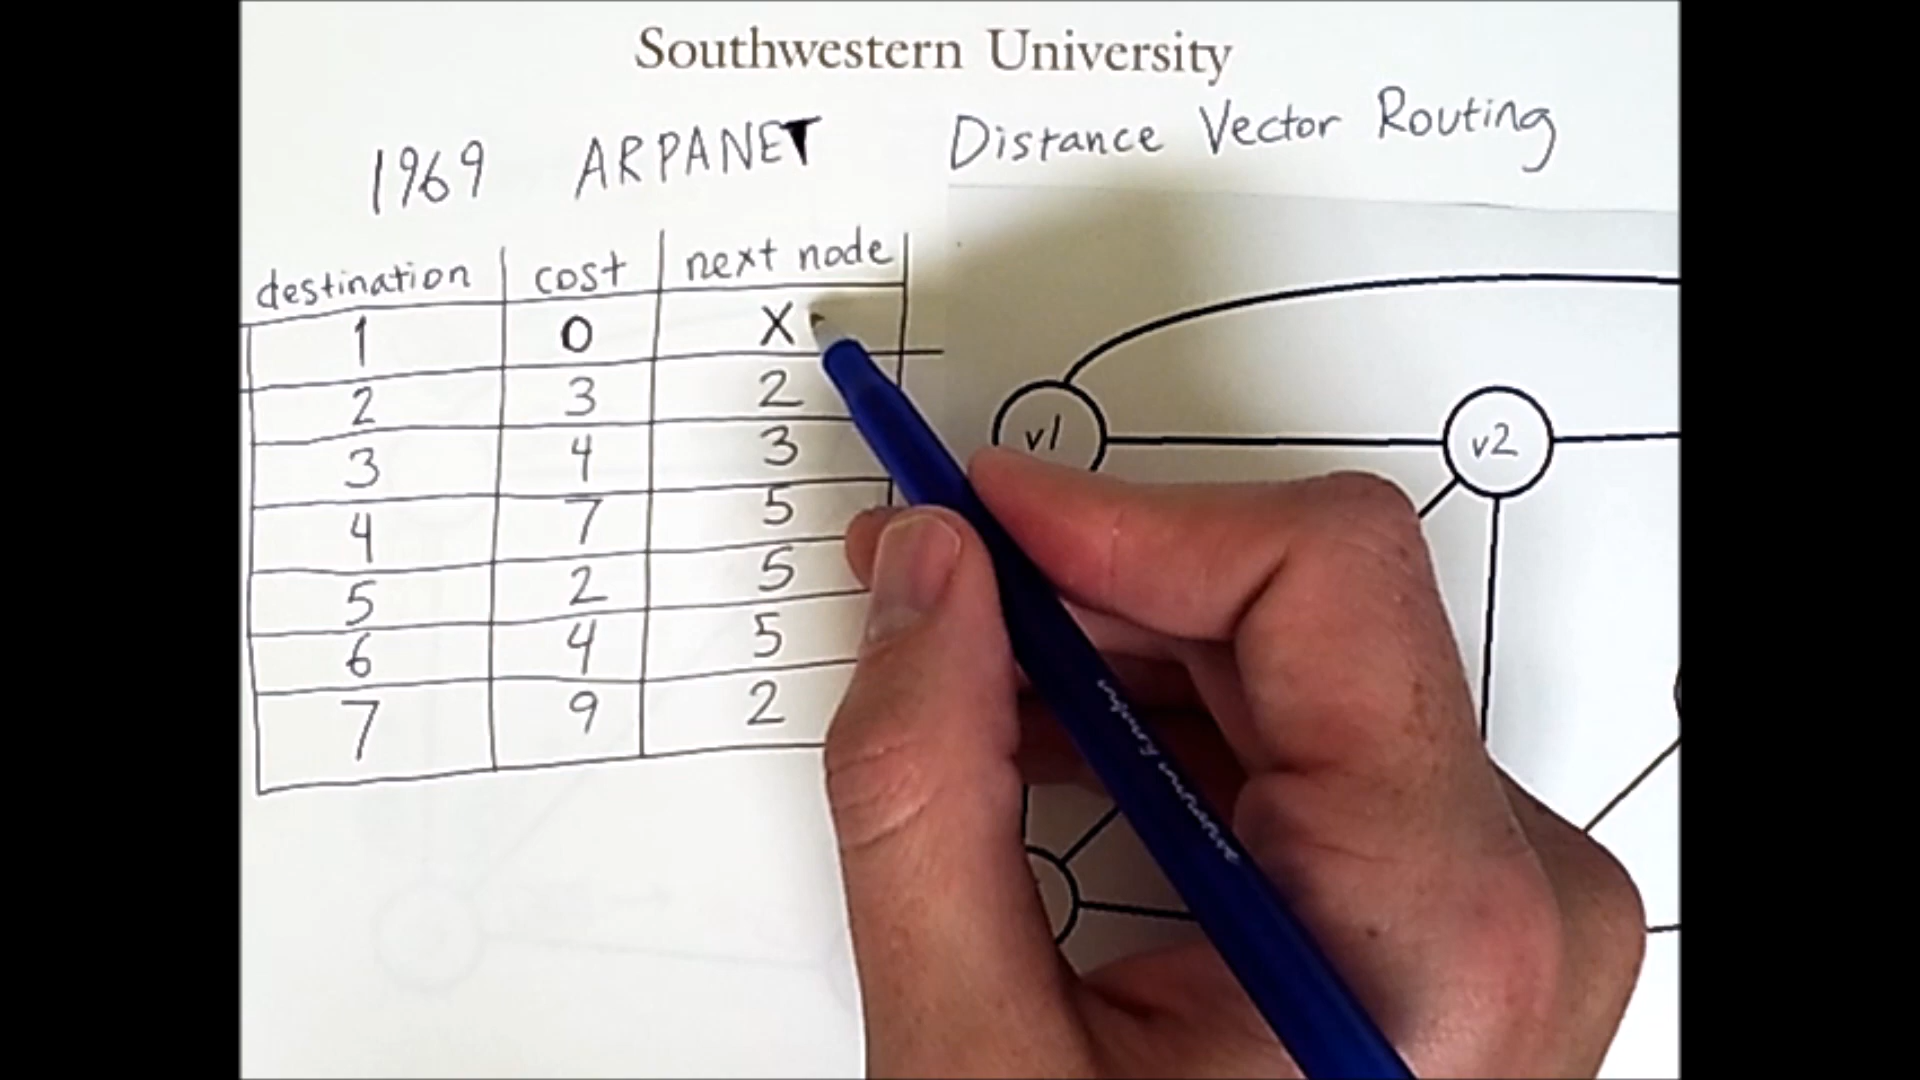 Southwestern University
1969 ARPANET Distance Vector Routing
destination cost next node
1 0 X
2 3 2
3 4 3
4 7 5
5 2 5
6 4 5
7 9 2
v1 v2